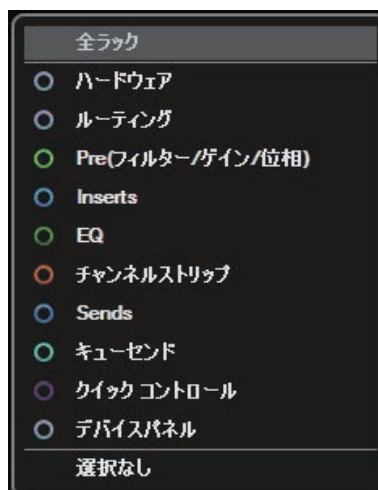 全ラック
ハードウェア
ルーティング
Pre(フィルター/ゲイン/位相)
Inserts
EQ
チャンネルストリップ
Sends
キューセンド
クイック コントロール
デバイスパネル
選択なし